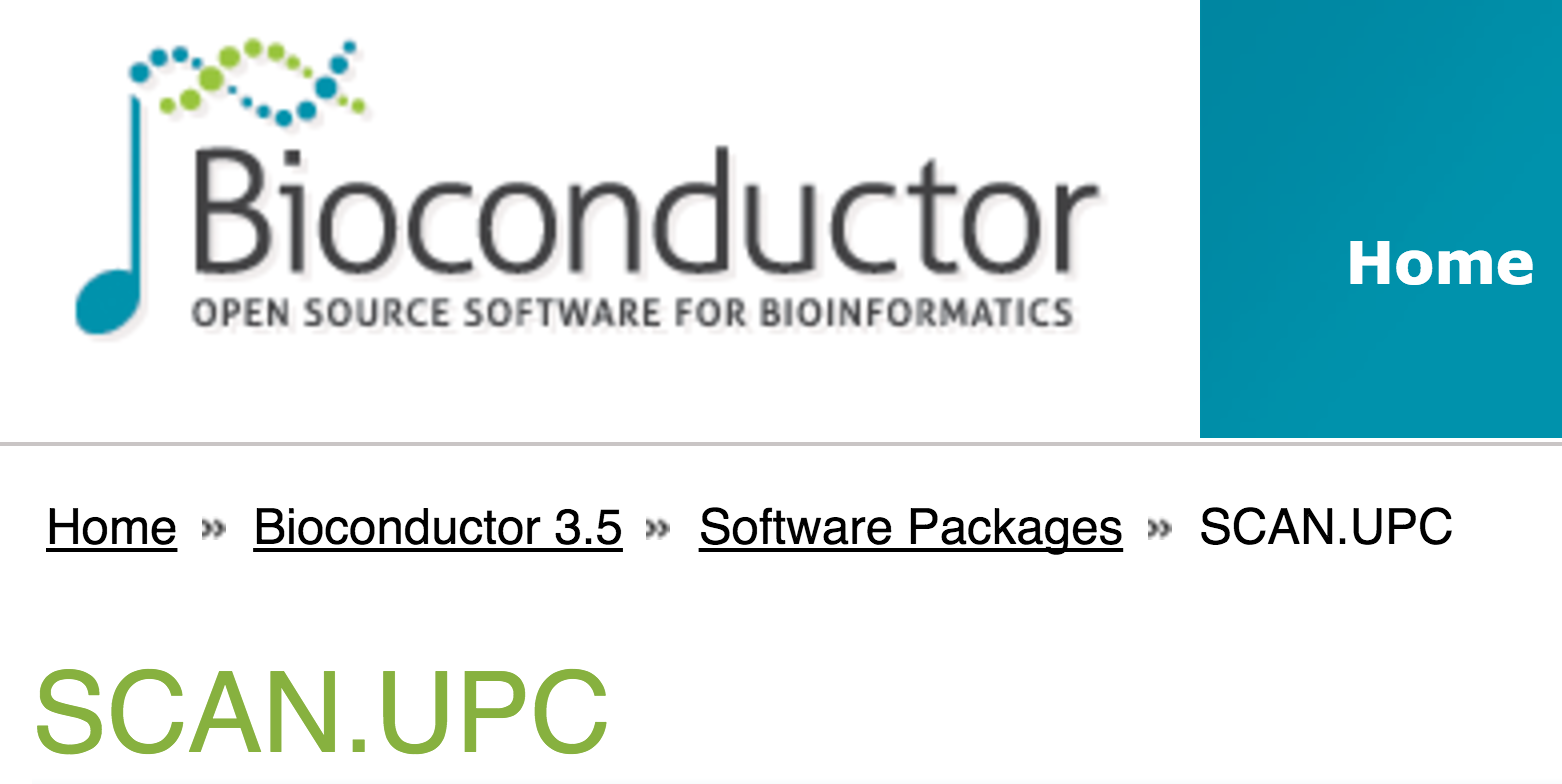 Bioconductor
OPEN SOURCE SOFTWARE FOR BIOINFORMATICS
Home
Home » Bioconductor 3.5 » Software Packages » SCAN.UPC
SCAN.UPC